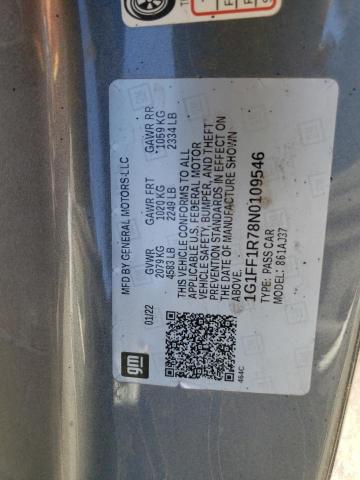 MFD BY GENERAL MOTORS-LLC
01/22
GVWR GAWR FRT GAWR RR
2079 KG 1020 KG 1059 KG
4583 LB 2249 LB 2334 LB
THIS VEHICLE CONFORMS TO ALL
APPLICABLE U.S. FEDERAL MOTOR
VEHICLE SAFETY, BUMPER, AND THEFT
PREVENTION STANDARDS IN EFFECT ON
THE DATE OF MANUFACTURE SHOWN
ABOVE.
1G1FF1R78N0109546
TYPE: PASS CAR
MODEL: 861AJ37
gm
464C